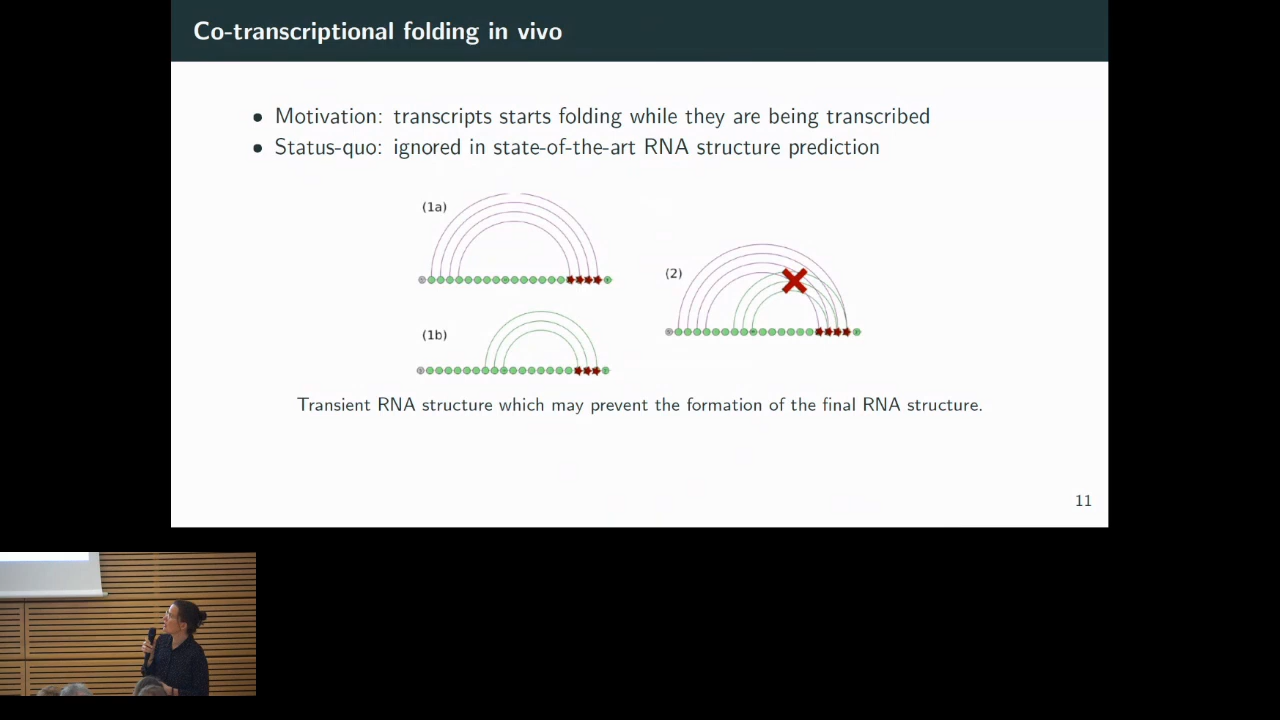 Co-transcriptional folding in vivo
• Motivation: transcripts starts folding while they are being transcribed
• Status-quo: ignored in state-of-the-art RNA structure prediction
(1a)
(2)
(1b)
Transient RNA structure which may prevent the formation of the final RNA structure.
11